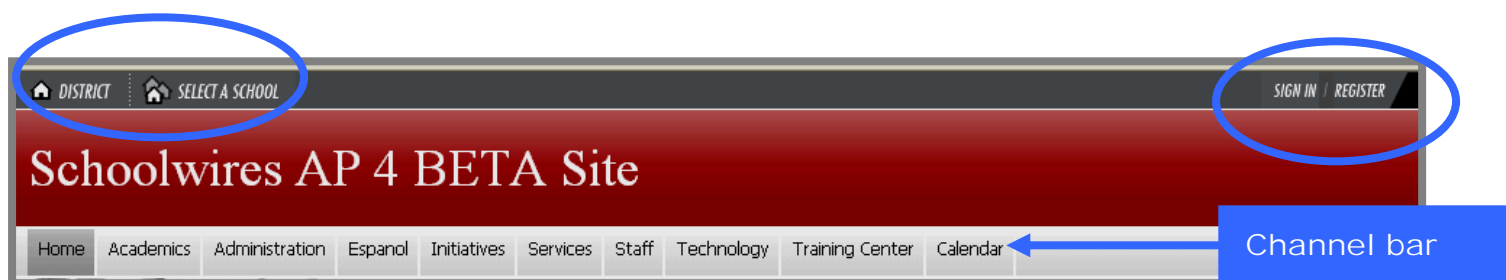 DISTRICT SELECT A SCHOOL SIGN IN / REGISTER
Schoolwires AP 4 BETA Site
Home Academics Administration Espanol Initiatives Services Staff Technology Training Center Calendar Channel bar